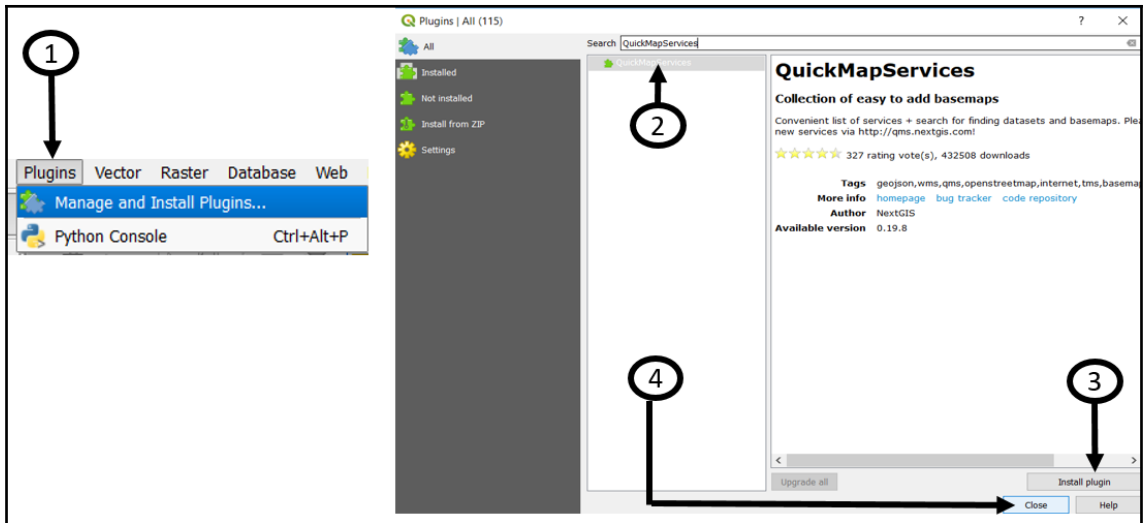 1
Plugins Vector Raster Database Web
Manage and Install Plugins...
Python Console Ctrl+Alt+P
Plugins | All (115)
? ×
All
Installed
Not installed
Install from ZIP
Settings
Search QuickMapServices
QuickMapServices
2
QuickMapServices
Collection of easy to add basemaps
Convenient list of services + search for finding datasets and basemaps. Plea
new services via http://qms.nextgis.com!
327 rating vote(s), 432508 downloads
Tags geojson,wms,qms,openstreetmap,internet,tms,basemap
More info homepage bug tracker code repository
Author NextGIS
Available version 0.19.8
4
3
< >
Upgrade all
Install plugin
Close
Help